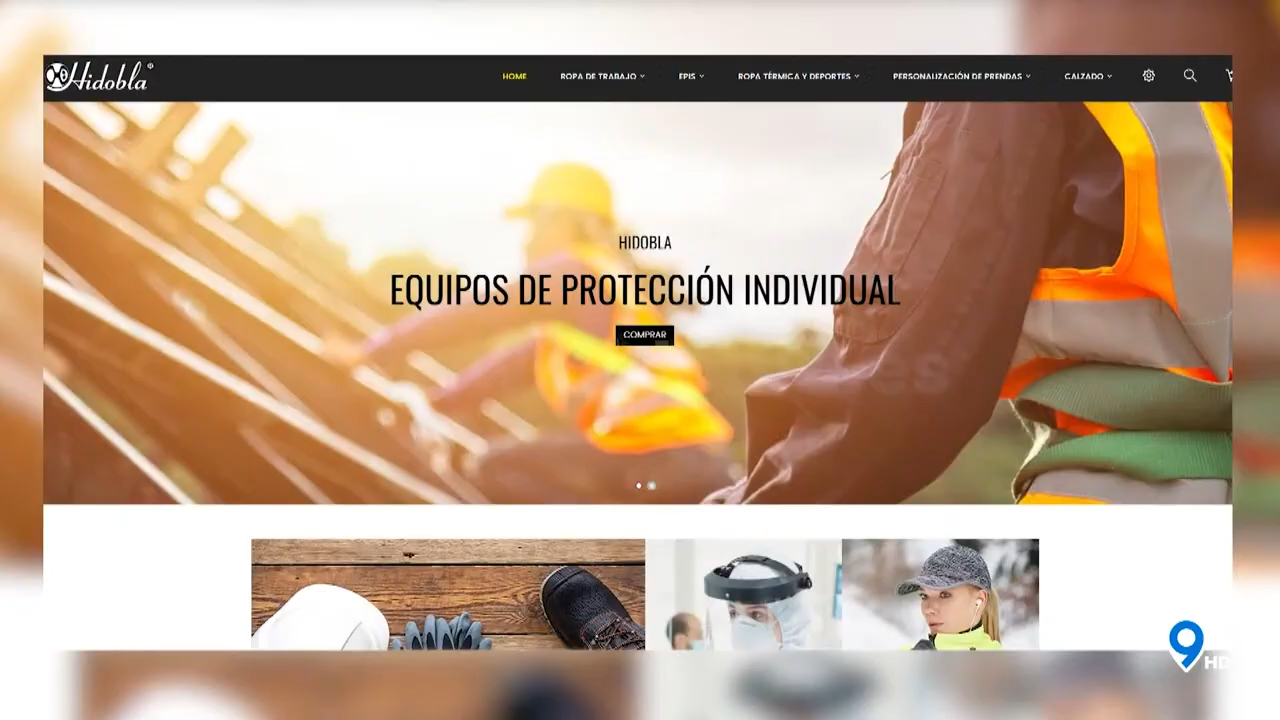 Hidobla
HOME
ROPA DE TRABAJO
EPIS
ROPA TÉRMICA Y DEPORTES
PERSONALIZACIÓN DE PRENDAS
CALZADO
HIDOBLA
EQUIPOS DE PROTECCIÓN INDIVIDUAL
COMPRAR
9
HD